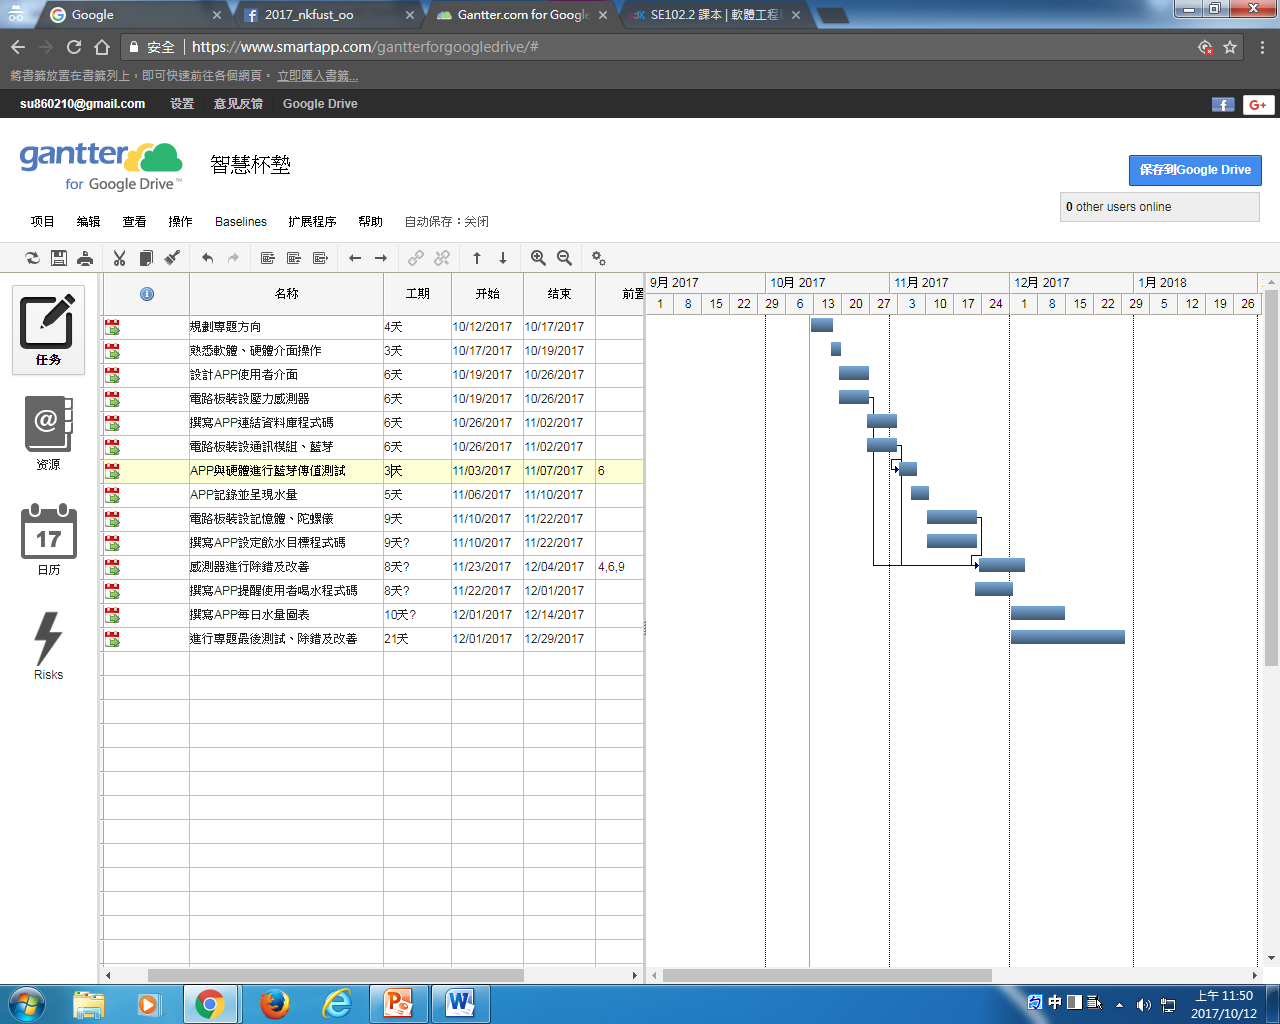 Google
2017_nkfust_oo
Gantter.com for Google
SE102.2 課本 | 軟體工程
安全 | https://www.smartapp.com/gantterforgoogledrive/#
將書籤放置在書籤列上，即可快速前往各個網頁。 立即匯入書籤...
su860210@gmail.com 设置 意见反馈 Google Drive
G+
gantter
for Google Drive™
智慧杯墊
保存到Google Drive
0 other users online
项目 编辑 查看 操作 Baselines 扩展程序 帮助 自动保存：关闭
任务
资源
17
日历
Risks
名称 工期 开始 结束 前置
9月 2017 10月 2017 11月 2017 12月 2017 1月 2018
1 8 15 22 29 6 13 20 27 3 10 17 24 1 8 15 22 29 5 12 19 26
規劃專題方向 4天 10/12/2017 10/17/2017
熟悉軟體、硬體介面操作 3天 10/17/2017 10/19/2017
設計APP使用者介面 6天 10/19/2017 10/26/2017
電路板裝設壓力感測器 6天 10/19/2017 10/26/2017
撰寫APP連結資料庫程式碼 6天 10/26/2017 11/02/2017
電路板裝設通訊模組、藍芽 6天 10/26/2017 11/02/2017
APP與硬體進行藍芽傳值測試 3天 11/03/2017 11/07/2017 6
APP記錄並呈現水量 5天 11/06/2017 11/10/2017
電路板裝設記憶體、陀螺儀 9天 11/10/2017 11/22/2017
撰寫APP設定飲水目標程式碼 9天? 11/10/2017 11/22/2017
感測器進行除錯及改善 8天? 11/23/2017 12/04/2017 4,6,9
撰寫APP提醒使用者喝水程式碼 8天? 11/22/2017 12/01/2017
撰寫APP每日水量圖表 10天? 12/01/2017 12/14/2017
進行專題最後測試、除錯及改善 21天 12/01/2017 12/29/2017
中
上午 11:50
2017/10/12